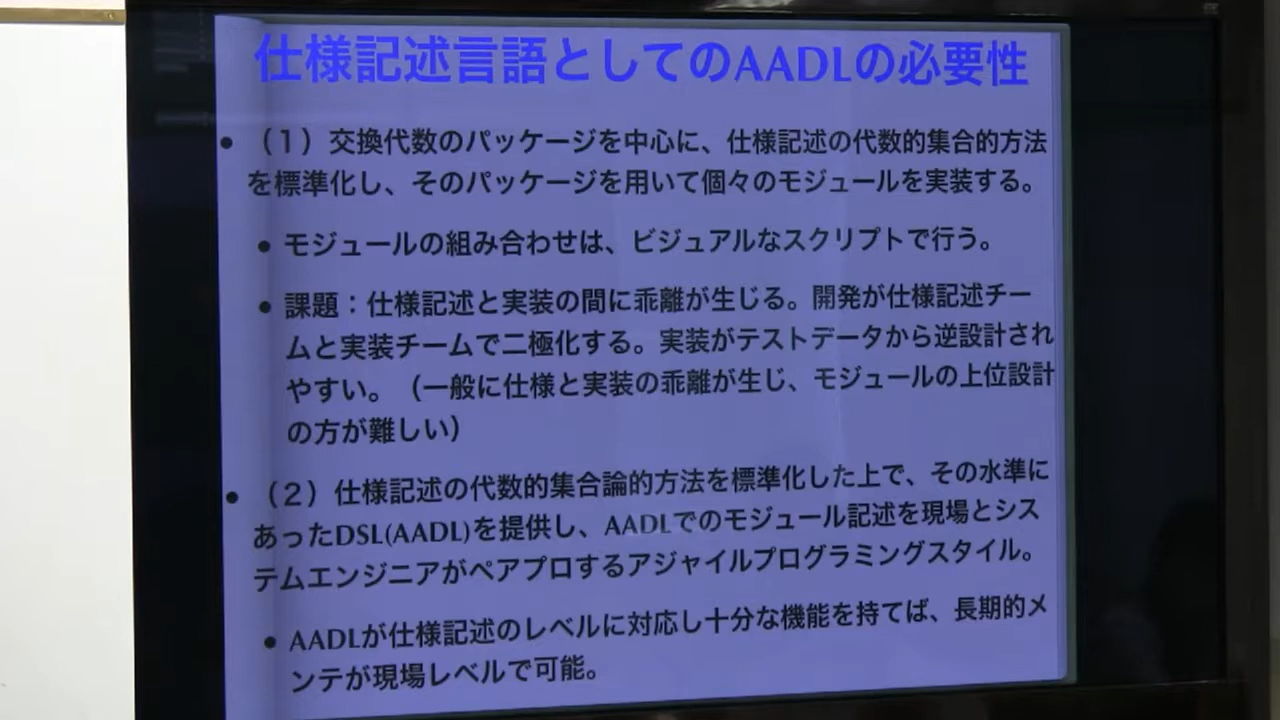 仕様記述言語としてのAADLの必要性
• （１）交換代数のパッケージを中心に、仕様記述の代数的集合的方法
を標準化し、そのパッケージを用いて個々のモジュールを実装する。
• モジュールの組み合わせは、ビジュアルなスクリプトで行う。
• 課題：仕様記述と実装の間に乖離が生じる。開発が仕様記述チー
ムと実装チームで二極化する。実装がテストデータから逆設計され
やすい。（一般に仕様と実装の乖離が生じ、モジュールの上位設計
の方が難しい）
• （２）仕様記述の代数的集合論的方法を標準化した上で、その水準に
あったDSL(AADL)を提供し、AADLでのモジュール記述を現場とシス
テムエンジニアがペアプロするアジャイルプログラミングスタイル。
• AADLが仕様記述のレベルに対応し十分な機能を持てば、長期的メ
ンテが現場レベルで可能。